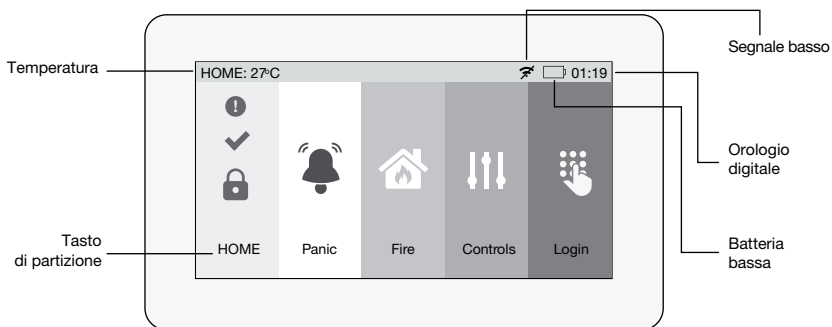 Segnale basso
Temperatura
HOME: 27°C
01:19
Orologio
digitale
Tasto
di partizione
HOME
Panic
Fire
Controls
Login
Batteria
bassa